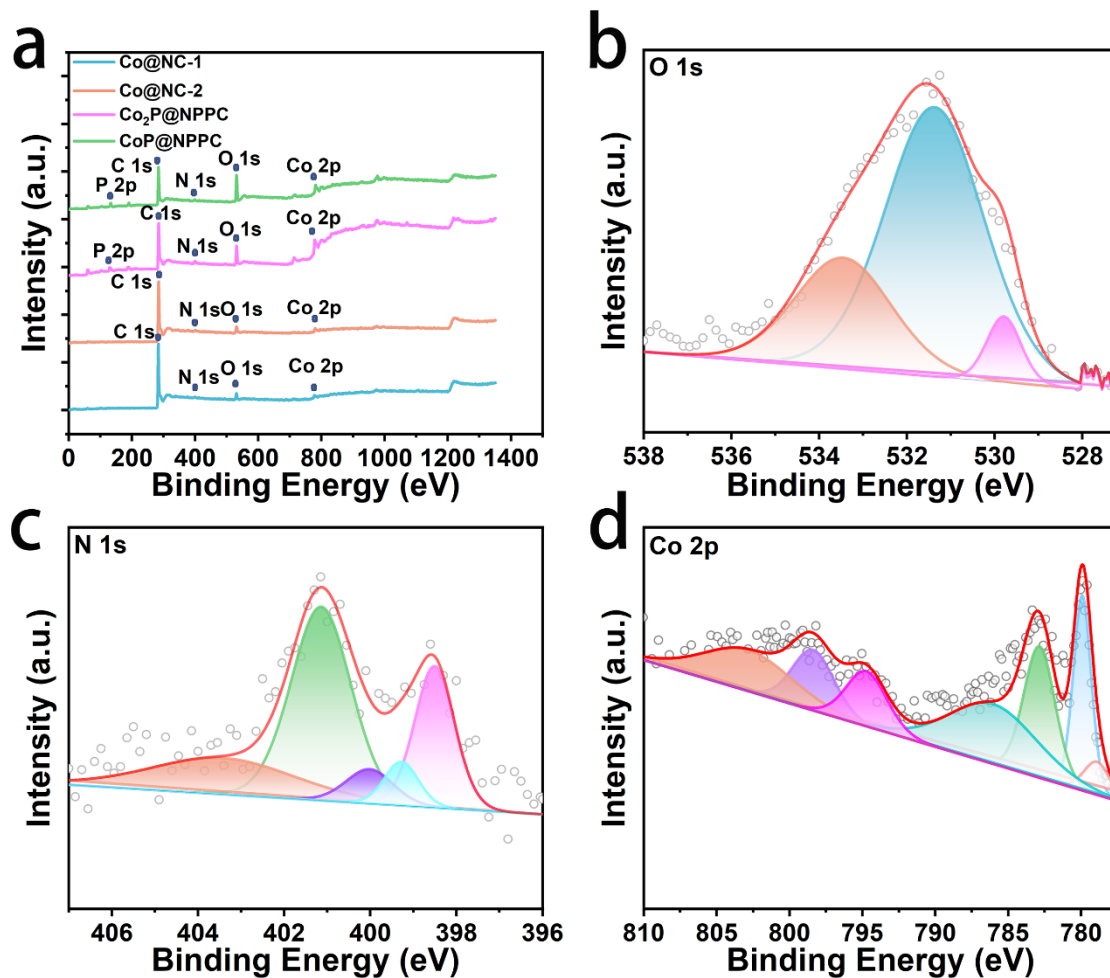 a
Co@NC-1
Co@NC-2
Co₂P@NPPC
CoP@NPPC
P 2p
C 1s
N 1s
O 1s
Co 2p
P 2p
C 1s
N 1s
O 1s
Co 2p
C 1s
N 1s
O 1s
Co 2p
C 1s
N 1s
O 1s
Co 2p
Intensity (a.u.)
0 200 400 600 800 1000 1200 1400
Binding Energy (eV)
b
O 1s
Intensity (a.u.)
538 536 534 532 530 528
Binding Energy (eV)
c
N 1s
Intensity (a.u.)
406 404 402 400 398 396
Binding Energy (eV)
d
Co 2p
Intensity (a.u.)
810 805 800 795 790 785 780
Binding Energy (eV)